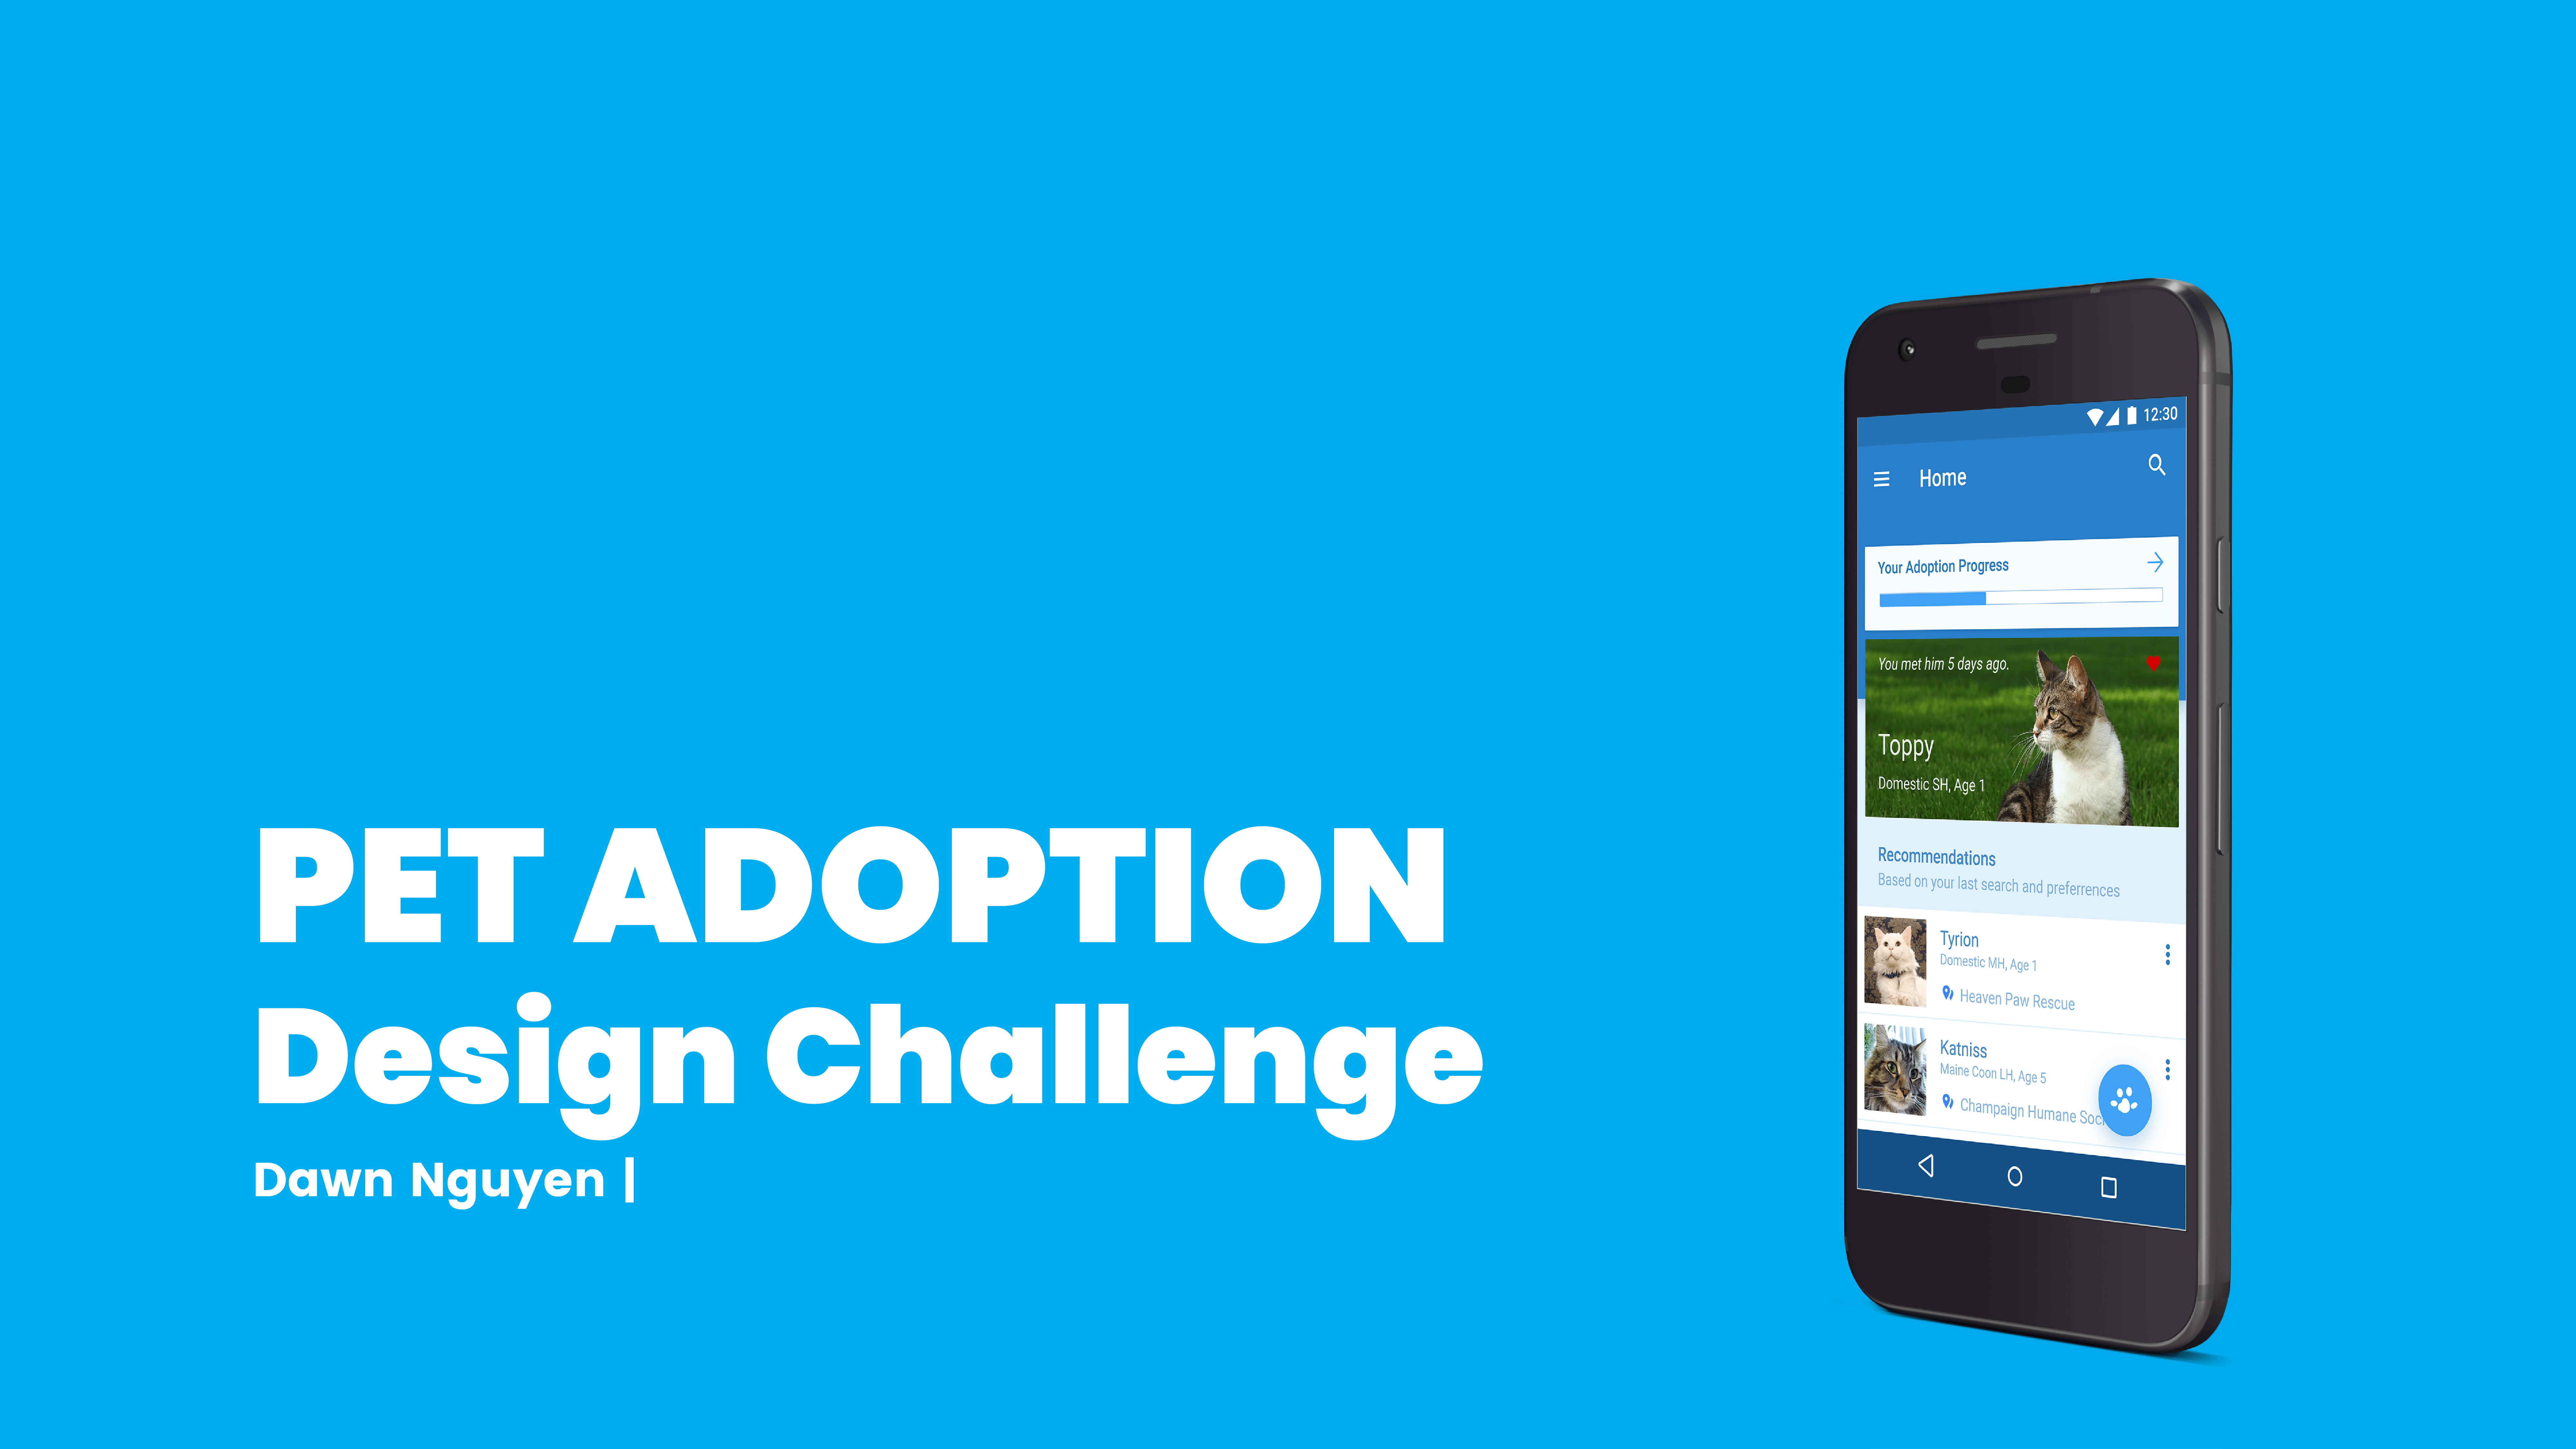 PET ADOPTION
Design Challenge
Dawn Nguyen |
12:30
Home
Your Adoption Progress
You met him 5 days ago.
Toppy
Domestic SH, Age 1
Recommendations
Based on your last search and preferrences
Tyrion
Domestic MH, Age 1
Heaven Paw Rescue
Katniss
Maine Coon LH, Age 5
Champaign Humane Soc